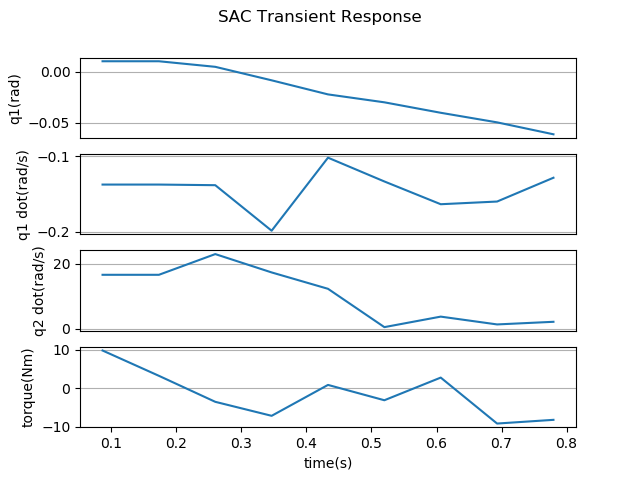 SAC Transient Response
q1(rad)
0.00
−0.05
q1 dot(rad/s)
−0.1
−0.2
q2 dot(rad/s)
20
0
torque(Nm)
10
0
−10
0.1 0.2 0.3 0.4 0.5 0.6 0.7 0.8
time(s)